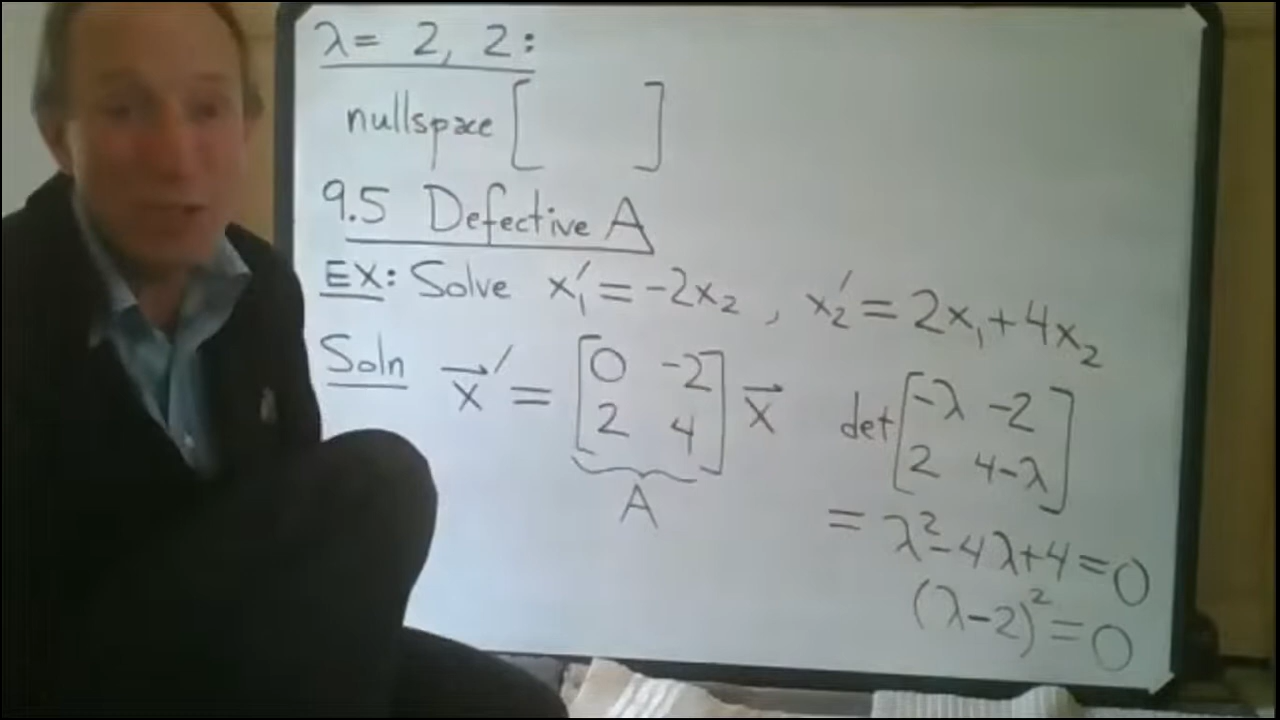 λ = 2, 2:
nullspace [ ]
9.5 Defective A
EX: Solve x₁′ = -2x₂ , x₂′ = 2x₁+4x₂
Soln x⃗′ = [0 -2; 2 4] x⃗
A
det [-λ -2; 2 4-λ]
= λ²-4λ+4=0
(λ-2)²=0